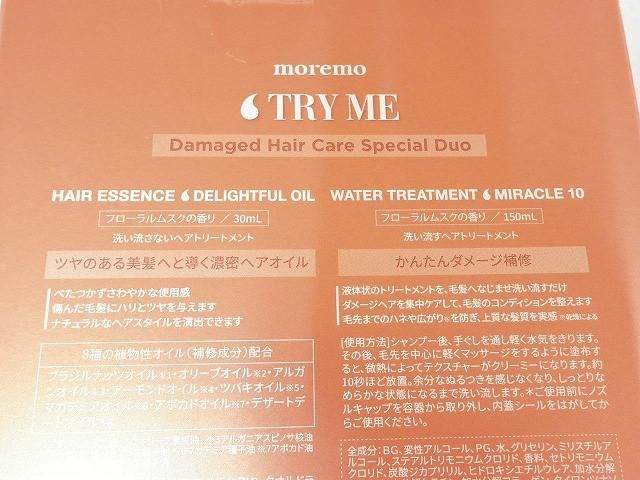 moremo
TRY ME
Damaged Hair Care Special Duo
HAIR ESSENCE DELIGHTFUL OIL
フローラルムスクの香り／30mL
洗い流さないヘアトリートメント
ツヤのある美髪へと導く濃密ヘアオイル
べたつかずさわやかな使用感
傷んだ毛髪にハリとツヤを与えます
ナチュラルなヘアスタイルを演出できます
8種の植物性オイル（補修成分）配合
ブラジルナッツオイル※1・オリーブオイル※2・アルガ
ンオイル※3・アーモンドオイル※4・ツバキオイル※5・
マカデミアオイル※6・アボカドオイル※7・デザートデ
※3アルガニアスピノサ核油
※7アボカド油
WATER TREATMENT MIRACLE 10
フローラルムスクの香り／150mL
洗い流すヘアトリートメント
かんたんダメージ補修
液体状のトリートメントを、毛髪へなじませ洗い流すだけ
ダメージヘアを集中ケアして、毛髪のコンディションを整えます
毛先までのハネや広がり※を防ぎ、上質な髪質を実感 ※乾燥による
[使用方法]シャンプー後、手ぐしを通し軽く水気をきります。
その後、毛先を中心に軽くマッサージをするように塗布す
ると、微熱によってテクスチャーがクリーミーになります。約
10秒ほど放置。余分なぬるつきを感じなくなり、しっとりな
めらかな状態になるまで洗い流します。＊ご使用前にノズ
ルキャップを容器から取り外し、内蓋シールをはがしてか
らご使用ください。
全成分：BG、変性アルコール、PG、水、グリセリン、ミリスチルア
ルコール、ステアルトリモニウムクロリド、香料、セトリモニウム
クロリド、炭酸ジカプリリル、ヒドロキシエチルウレア、加水分解